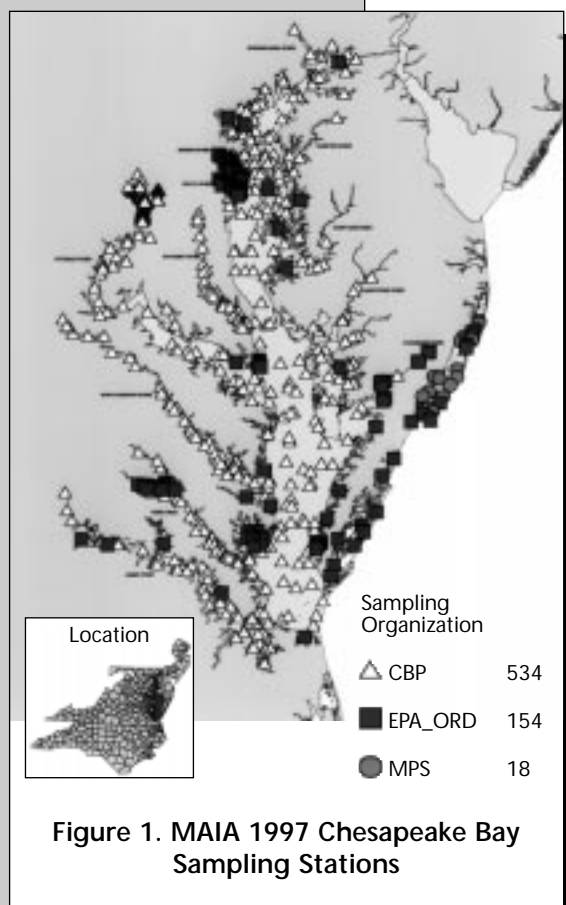 Location
Sampling
Organization
CBP 534
EPA_ORD 154
MPS 18
Figure 1. MAIA 1997 Chesapeake Bay
Sampling Stations